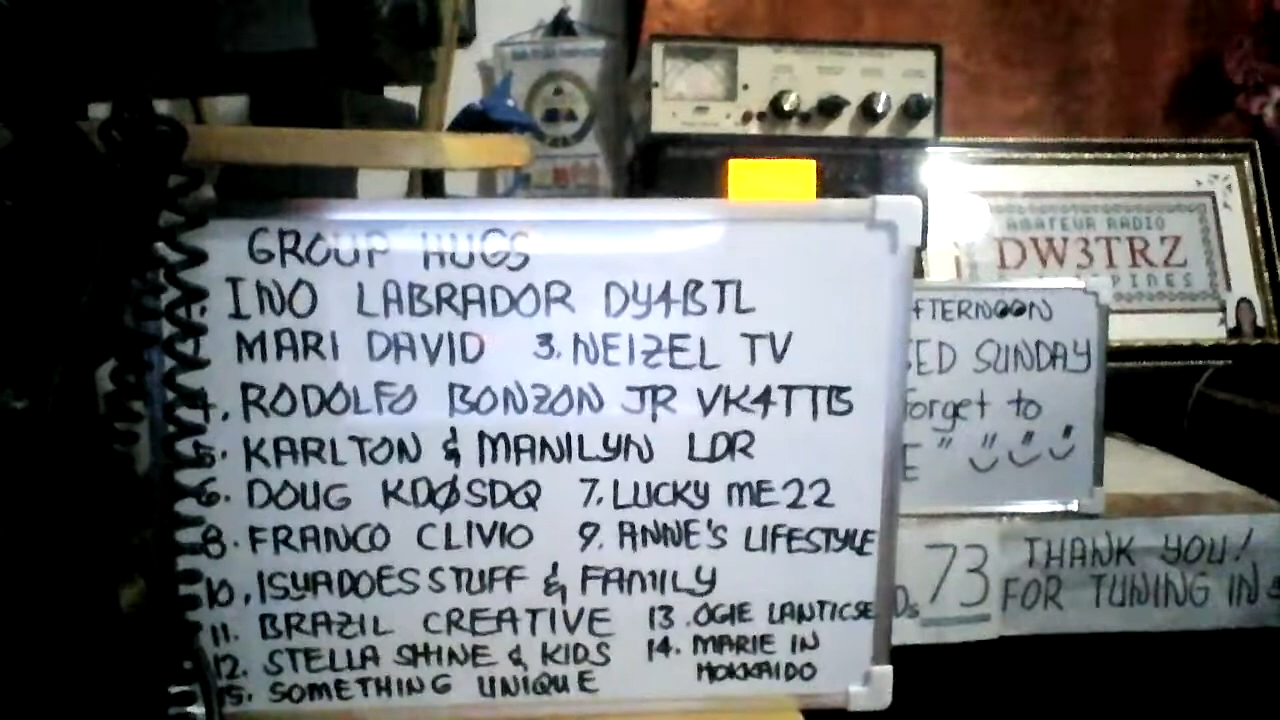 GROUP HUGS
1. INO LABRADOR DY4BTL
MARI DAVID 3. NEIZEL TV
4. RODOLFO BONZON JR VK4TTB
5. KARLTON & MANILYN LDR
6. DOUG KDØSDQ 7. LUCKY ME22
8. FRANCO CLIVIO 9. ANNE'S LIFESTYLE
10. ISYADOESSTUFF & FAMILY
11. BRAZIL CREATIVE 13. OGIE LANTICSE
12. STELLA SHINE & KIDS 14. MARIE IN HOKKAIDO
15. SOMETHING UNIQUE
AMATEUR RADIO
DW3TRZ
PINES
FTERNOON
SED SUNDAY
forget to
E "
73 THANK YOU!
FOR TUNING IN